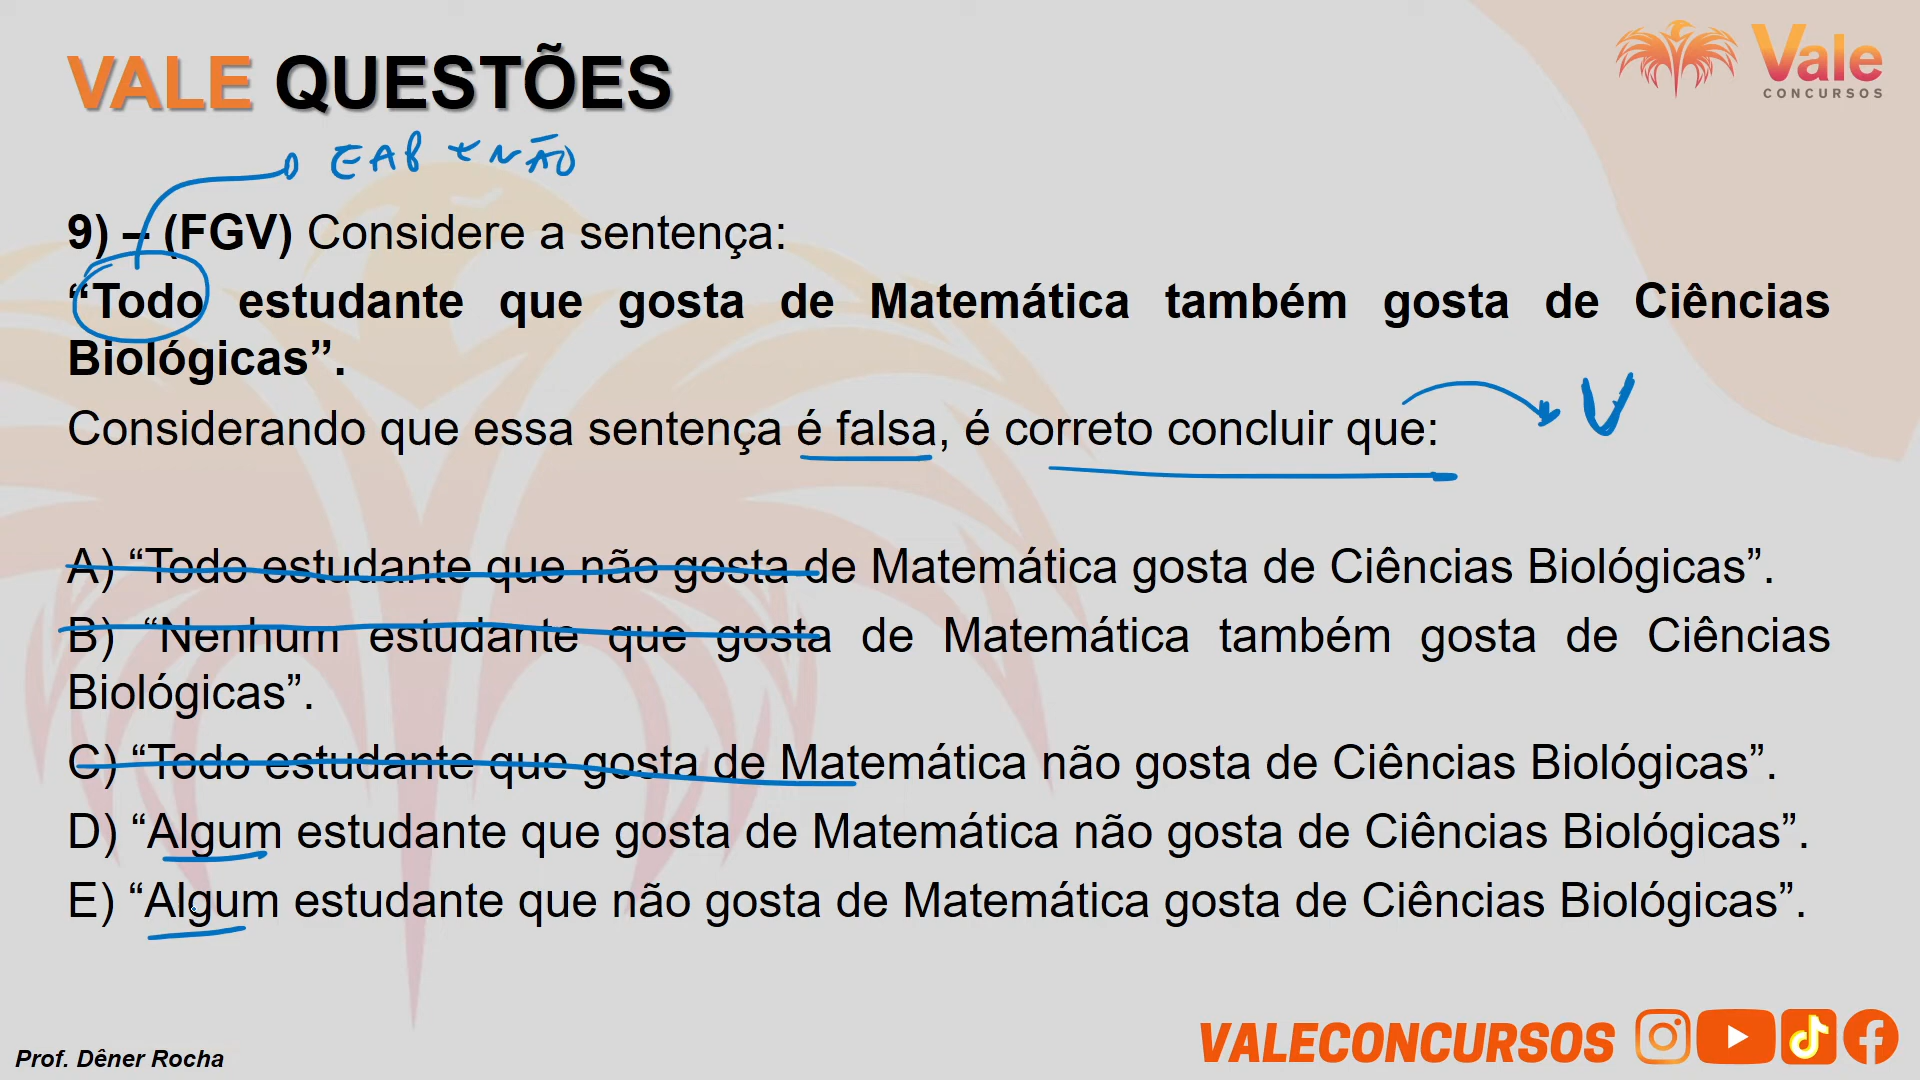 VALE QUESTÕES
Vale
CONCURSOS
EAB + NÃO
9) – (FGV) Considere a sentença:
“Todo estudante que gosta de Matemática também gosta de Ciências
Biológicas”.
Considerando que essa sentença é falsa, é correto concluir que:
V
A) “Todo estudante que não gosta de Matemática gosta de Ciências Biológicas”.
B) “Nenhum estudante que gosta de Matemática também gosta de Ciências
Biológicas”.
C) “Todo estudante que gosta de Matemática não gosta de Ciências Biológicas”.
D) “Algum estudante que gosta de Matemática não gosta de Ciências Biológicas”.
E) “Algum estudante que não gosta de Matemática gosta de Ciências Biológicas”.
VALECONCURSOS
Prof. Dêner Rocha